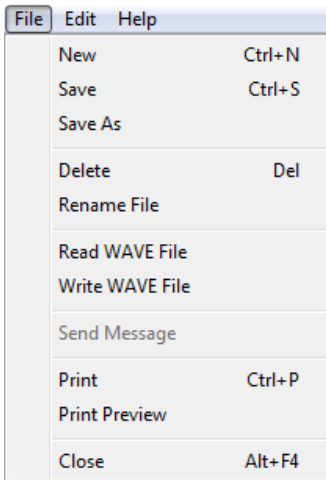 File Edit Help
New Ctrl+N
Save Ctrl+S
Save As
Delete Del
Rename File
Read WAVE File
Write WAVE File
Send Message
Print Ctrl+P
Print Preview
Close Alt+F4